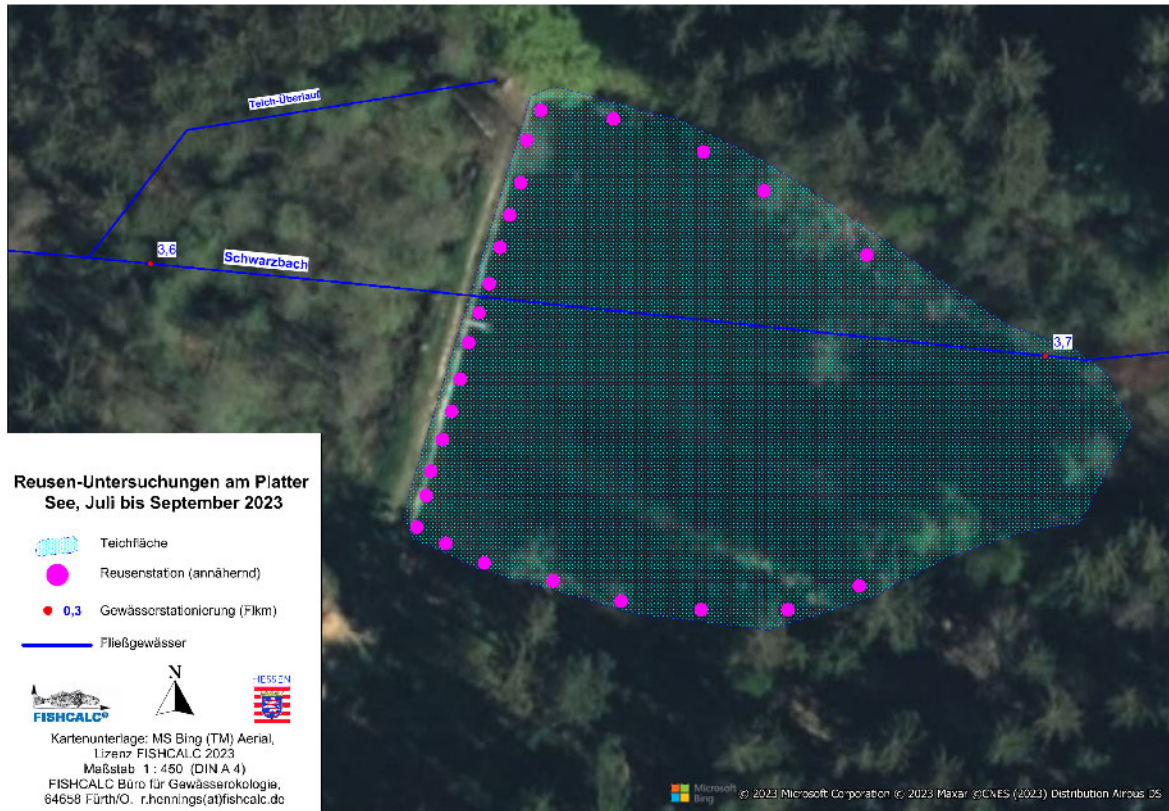 Teich-Überlauf
3,6
Schwarzbach
3,7
Reusen-Untersuchungen am Platter
See, Juli bis September 2023
Teichfläche
Reusenstation (annähernd)
0,3 Gewässerstationierung (Flkm)
Fließgewässer
N
HESSEN
FISHCALC®
Kartenunterlage: MS Bing (TM) Aerial,
Lizenz FISHCALC 2023
Maßstab 1 : 450 (DIN A 4)
FISHCALC Büro für Gewässerökologie,
64658 Fürth/O. r.hennings(at)fishcalc.de
Microsoft
Bing
© 2023 Microsoft Corporation © 2023 Maxar ©CNES (2023) Distribution Airbus DS